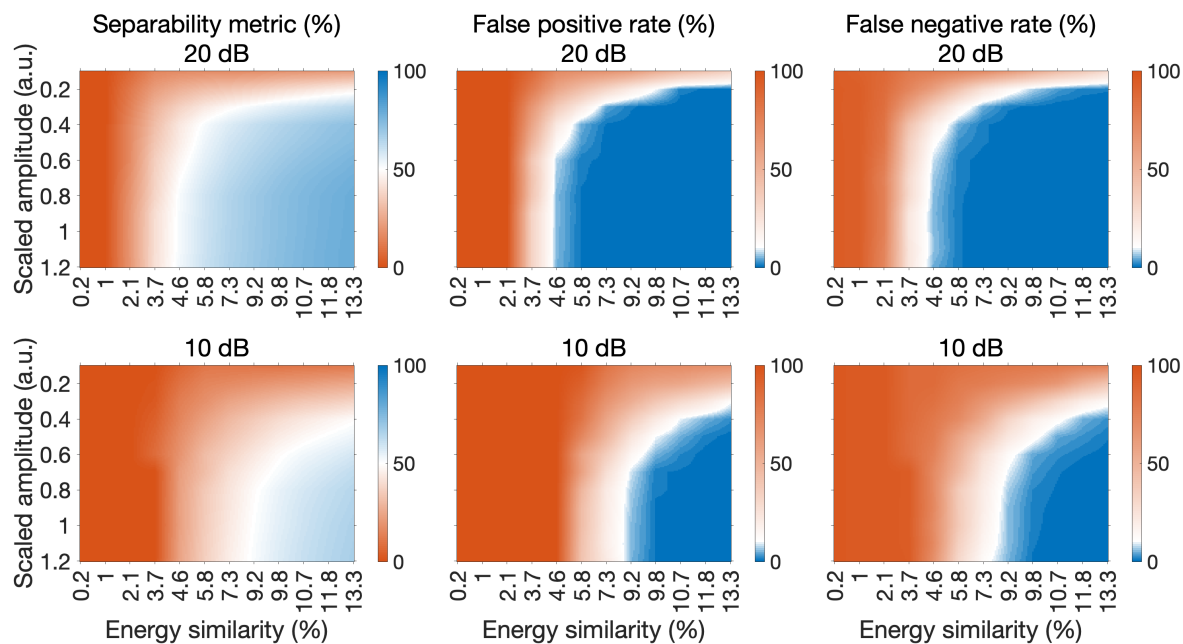 Separability metric (%)
20 dB
False positive rate (%)
20 dB
False negative rate (%)
20 dB
Scaled amplitude (a.u.)
0.2
0.4
0.6
0.8
1
1.2
0.2 1 2.1 3.7 4.6 5.8 7.3 9.2 9.8 10.7 11.8 13.3
100
50
0
0.2 1 2.1 3.7 4.6 5.8 7.3 9.2 9.8 10.7 11.8 13.3
100
50
0
0.2 1 2.1 3.7 4.6 5.8 7.3 9.2 9.8 10.7 11.8 13.3
100
50
0
10 dB
10 dB
10 dB
Scaled amplitude (a.u.)
0.2
0.4
0.6
0.8
1
1.2
0.2 1 2.1 3.7 4.6 5.8 7.3 9.2 9.8 10.7 11.8 13.3
100
50
0
0.2 1 2.1 3.7 4.6 5.8 7.3 9.2 9.8 10.7 11.8 13.3
100
50
0
0.2 1 2.1 3.7 4.6 5.8 7.3 9.2 9.8 10.7 11.8 13.3
100
50
0
Energy similarity (%)
Energy similarity (%)
Energy similarity (%)